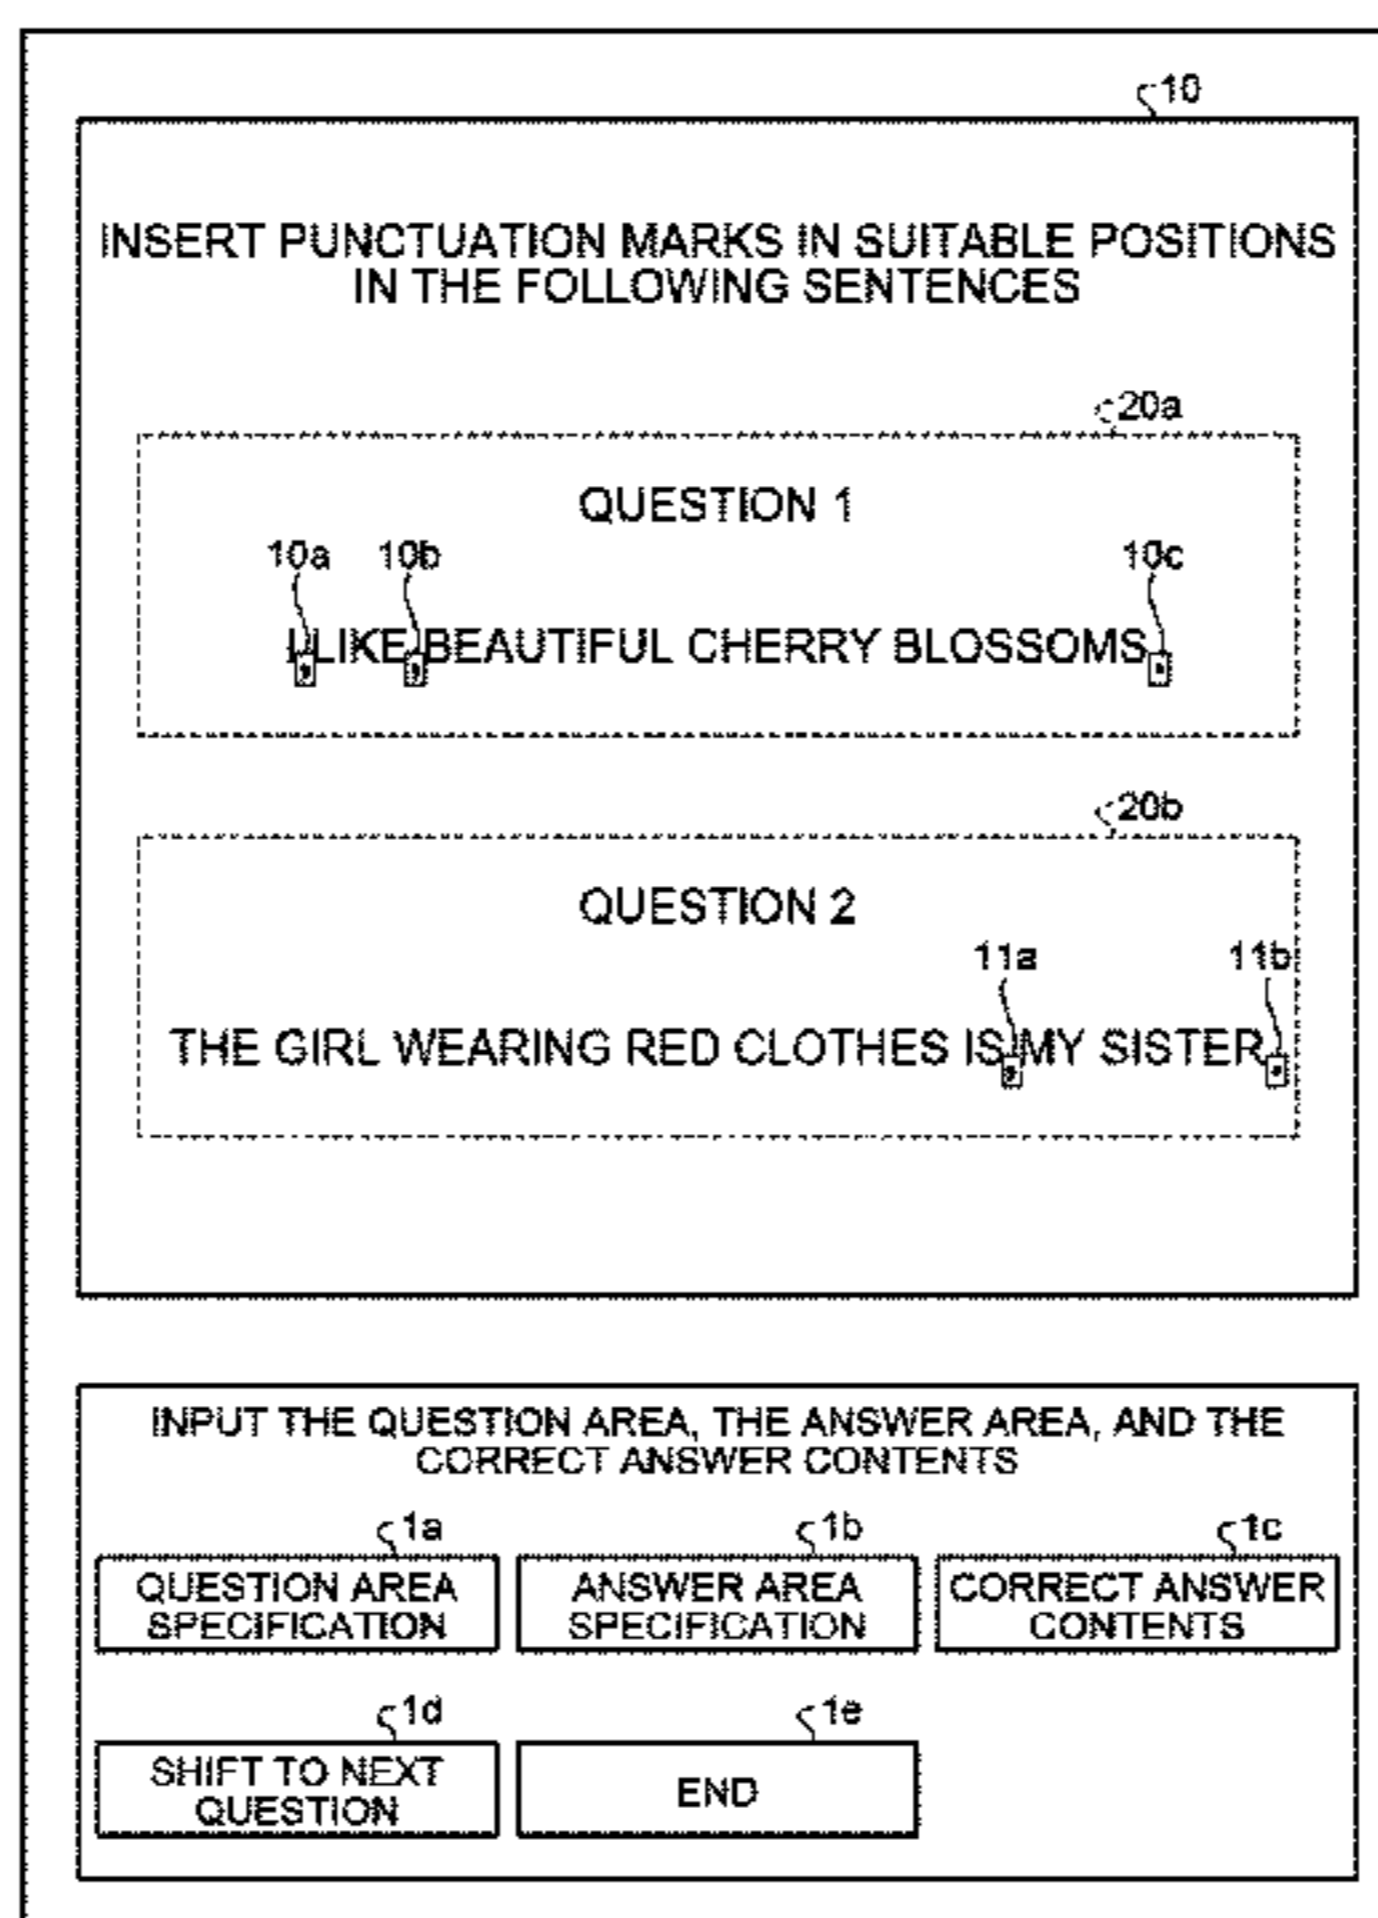 10
INSERT PUNCTUATION MARKS IN SUITABLE POSITIONS
IN THE FOLLOWING SENTENCES
20a
QUESTION 1
10a 10b 10c
I, LIKE, BEAUTIFUL CHERRY BLOSSOMS.
20b
QUESTION 2
11a 11b
THE GIRL WEARING RED CLOTHES IS, MY SISTER.
INPUT THE QUESTION AREA, THE ANSWER AREA, AND THE
CORRECT ANSWER CONTENTS
1a 1b 1c
QUESTION AREA ANSWER AREA CORRECT ANSWER
SPECIFICATION SPECIFICATION CONTENTS
1d 1e
SHIFT TO NEXT
QUESTION END